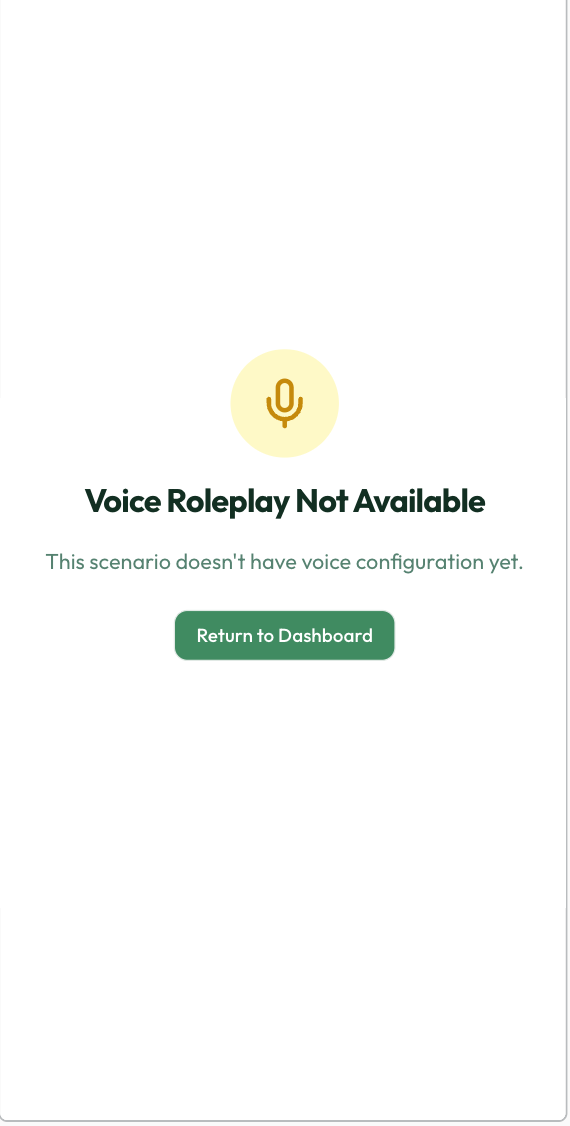 Voice Roleplay Not Available
This scenario doesn't have voice configuration yet.
Return to Dashboard